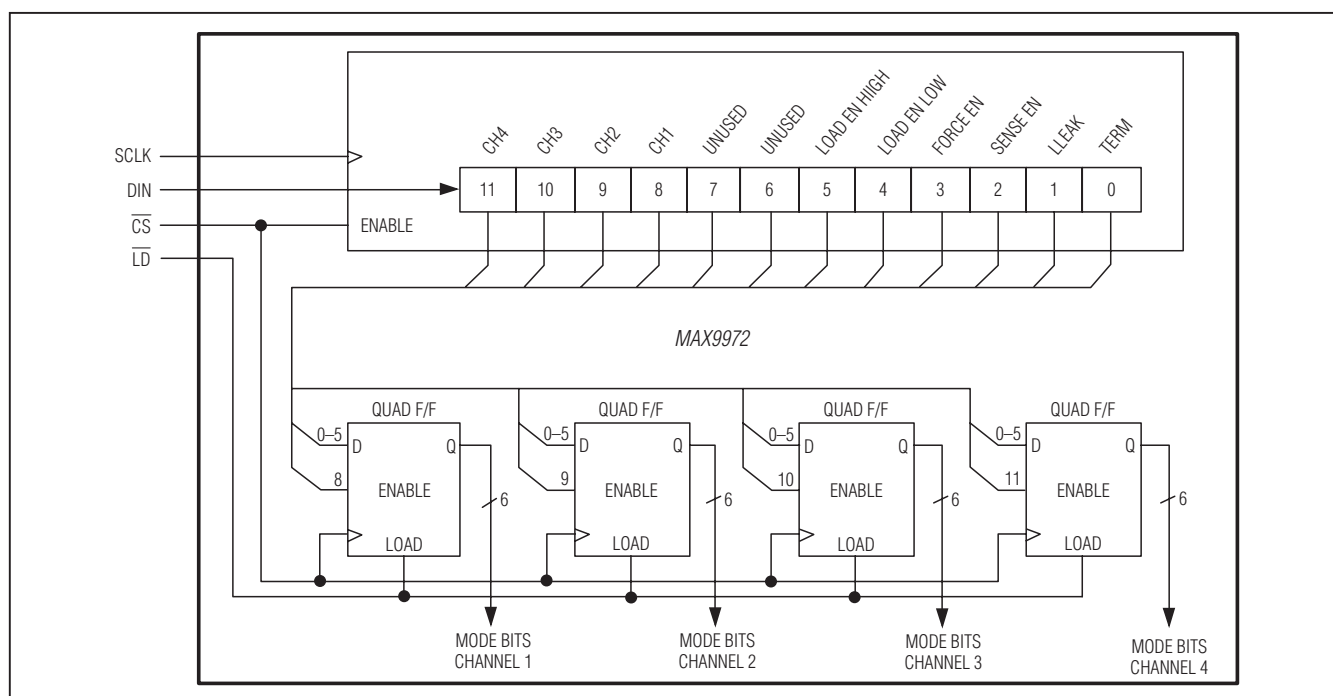 CH4 CH3 CH2 CH1 UNUSED UNUSED LOAD EN HIIGH LOAD EN LOW FORCE EN SENSE EN LLEAK TERM
SCLK
DIN 11 10 9 8 7 6 5 4 3 2 1 0
CS ENABLE
LD
MAX9972
QUAD F/F QUAD F/F QUAD F/F QUAD F/F
0–5 D Q 0–5 D Q 0–5 D Q 0–5 D Q
8 ENABLE 6 9 ENABLE 6 10 ENABLE 6 11 ENABLE 6
LOAD LOAD LOAD LOAD
MODE BITS MODE BITS MODE BITS MODE BITS
CHANNEL 1 CHANNEL 2 CHANNEL 3 CHANNEL 4